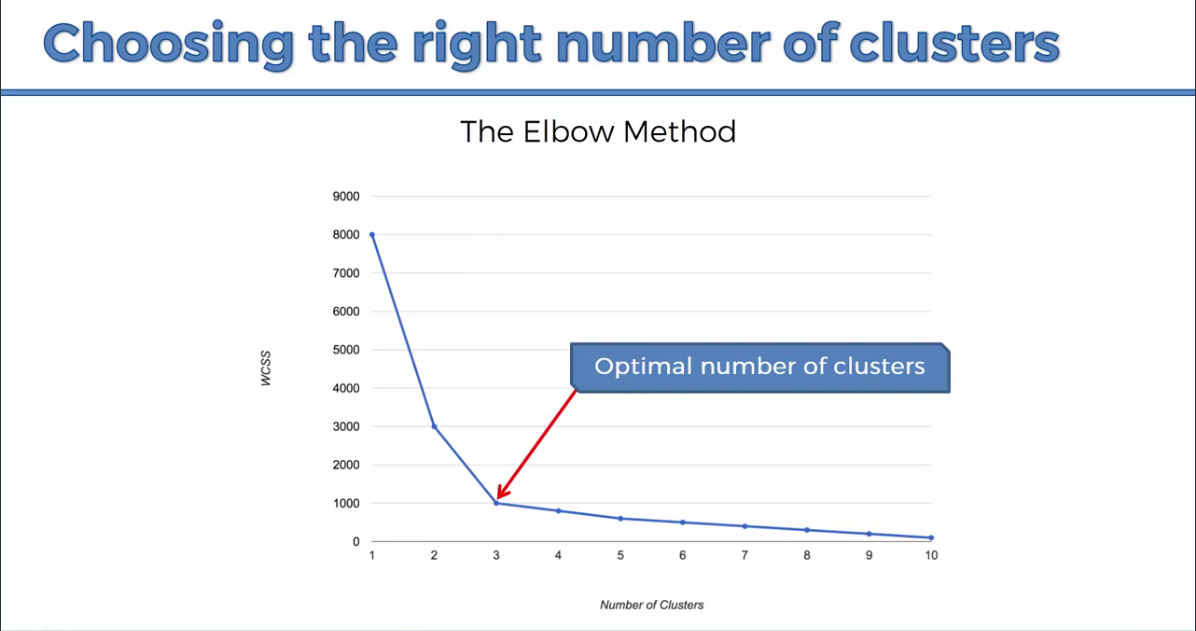 Choosing the right number of clusters
The Elbow Method
9000
8000
7000
6000
5000
4000
3000
2000
1000
0
WCSS
Optimal number of clusters
1 2 3 4 5 6 7 8 9 10
Number of Clusters